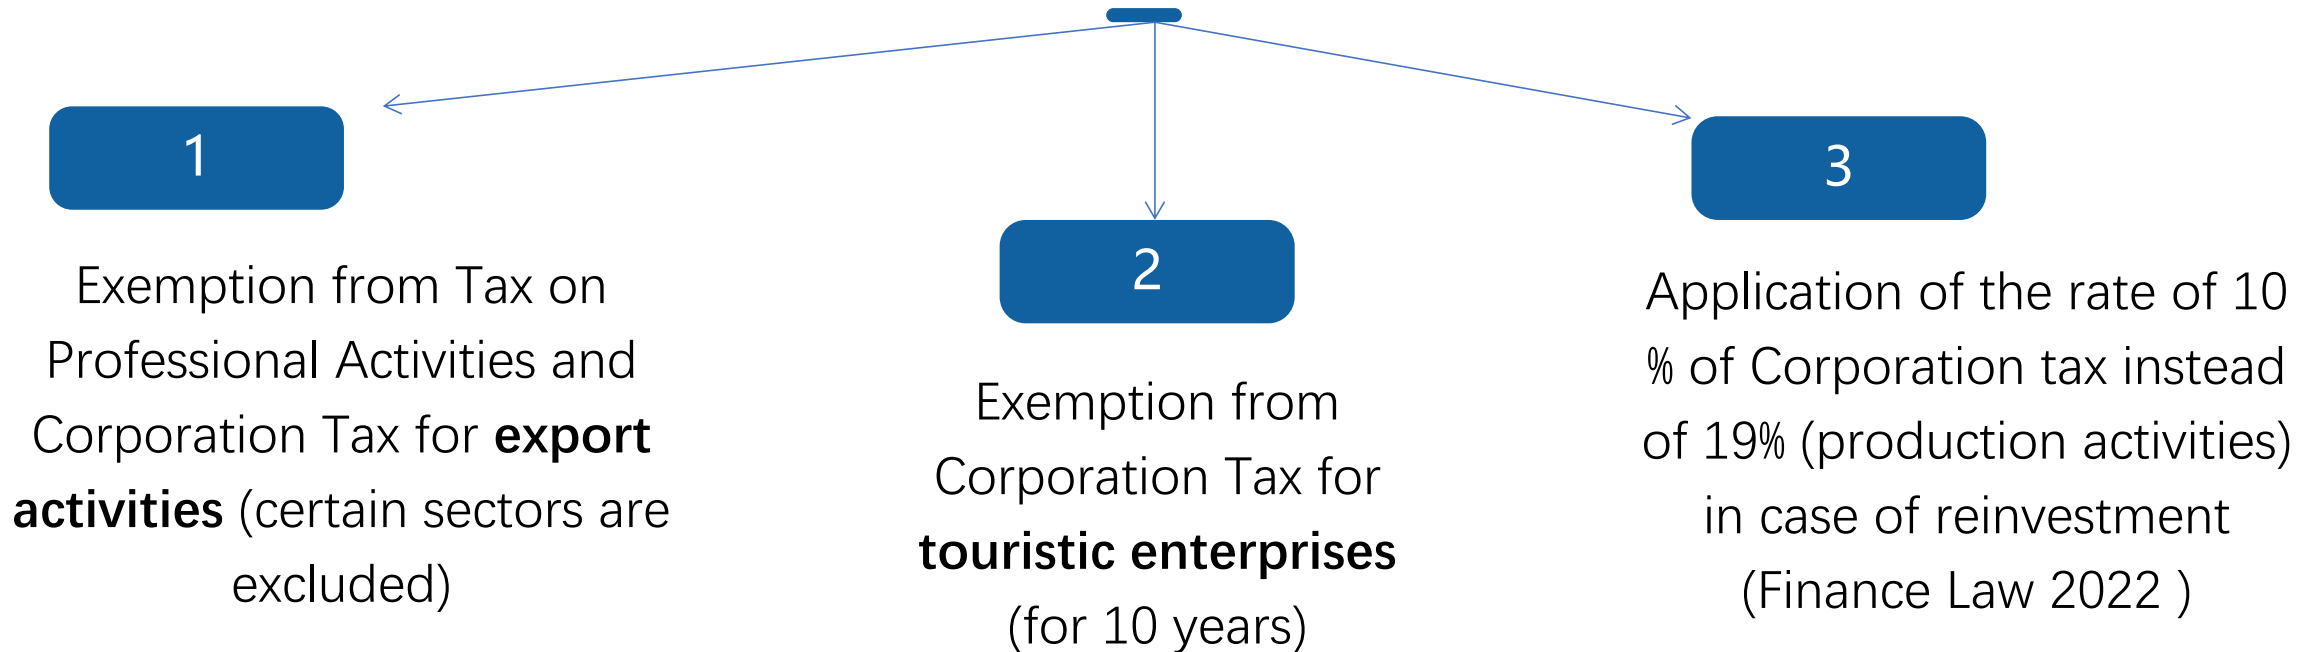 1
Exemption from Tax on
Professional Activities and
Corporation Tax for export
activities (certain sectors are
excluded)
2
Exemption from
Corporation Tax for
touristic enterprises
(for 10 years)
3
Application of the rate of 10
% of Corporation tax instead
of 19% (production activities)
in case of reinvestment
(Finance Law 2022 )